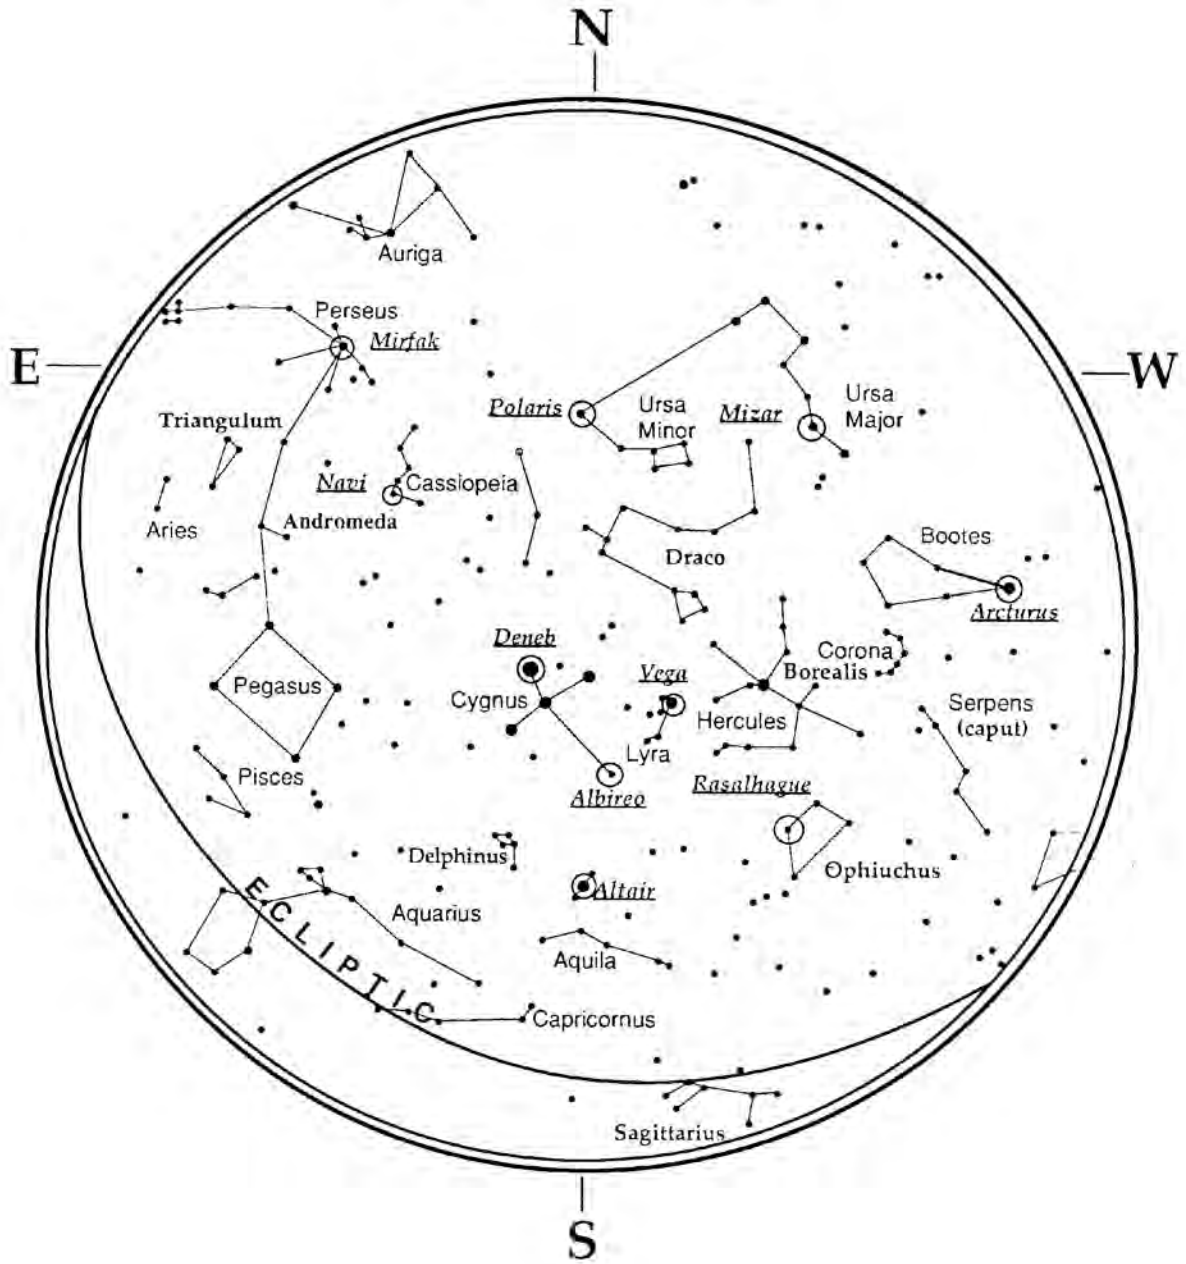 N
Auriga
Perseus
Mirfak
E
W
Triangulum
Polaris
Ursa
Minor
Mizar
Ursa
Major
Navi
Cassiopeia
Aries
Andromeda
Draco
Bootes
Arcturus
Deneb
Vega
Corona
Borealis
Pegasus
Cygnus
Hercules
Serpens
(caput)
Lyra
Pisces
Albireo
Rasalhague
Delphinus
Ophiuchus
Altair
Aquarius
ECLIPTIC
Aquila
Capricornus
Sagittarius
S